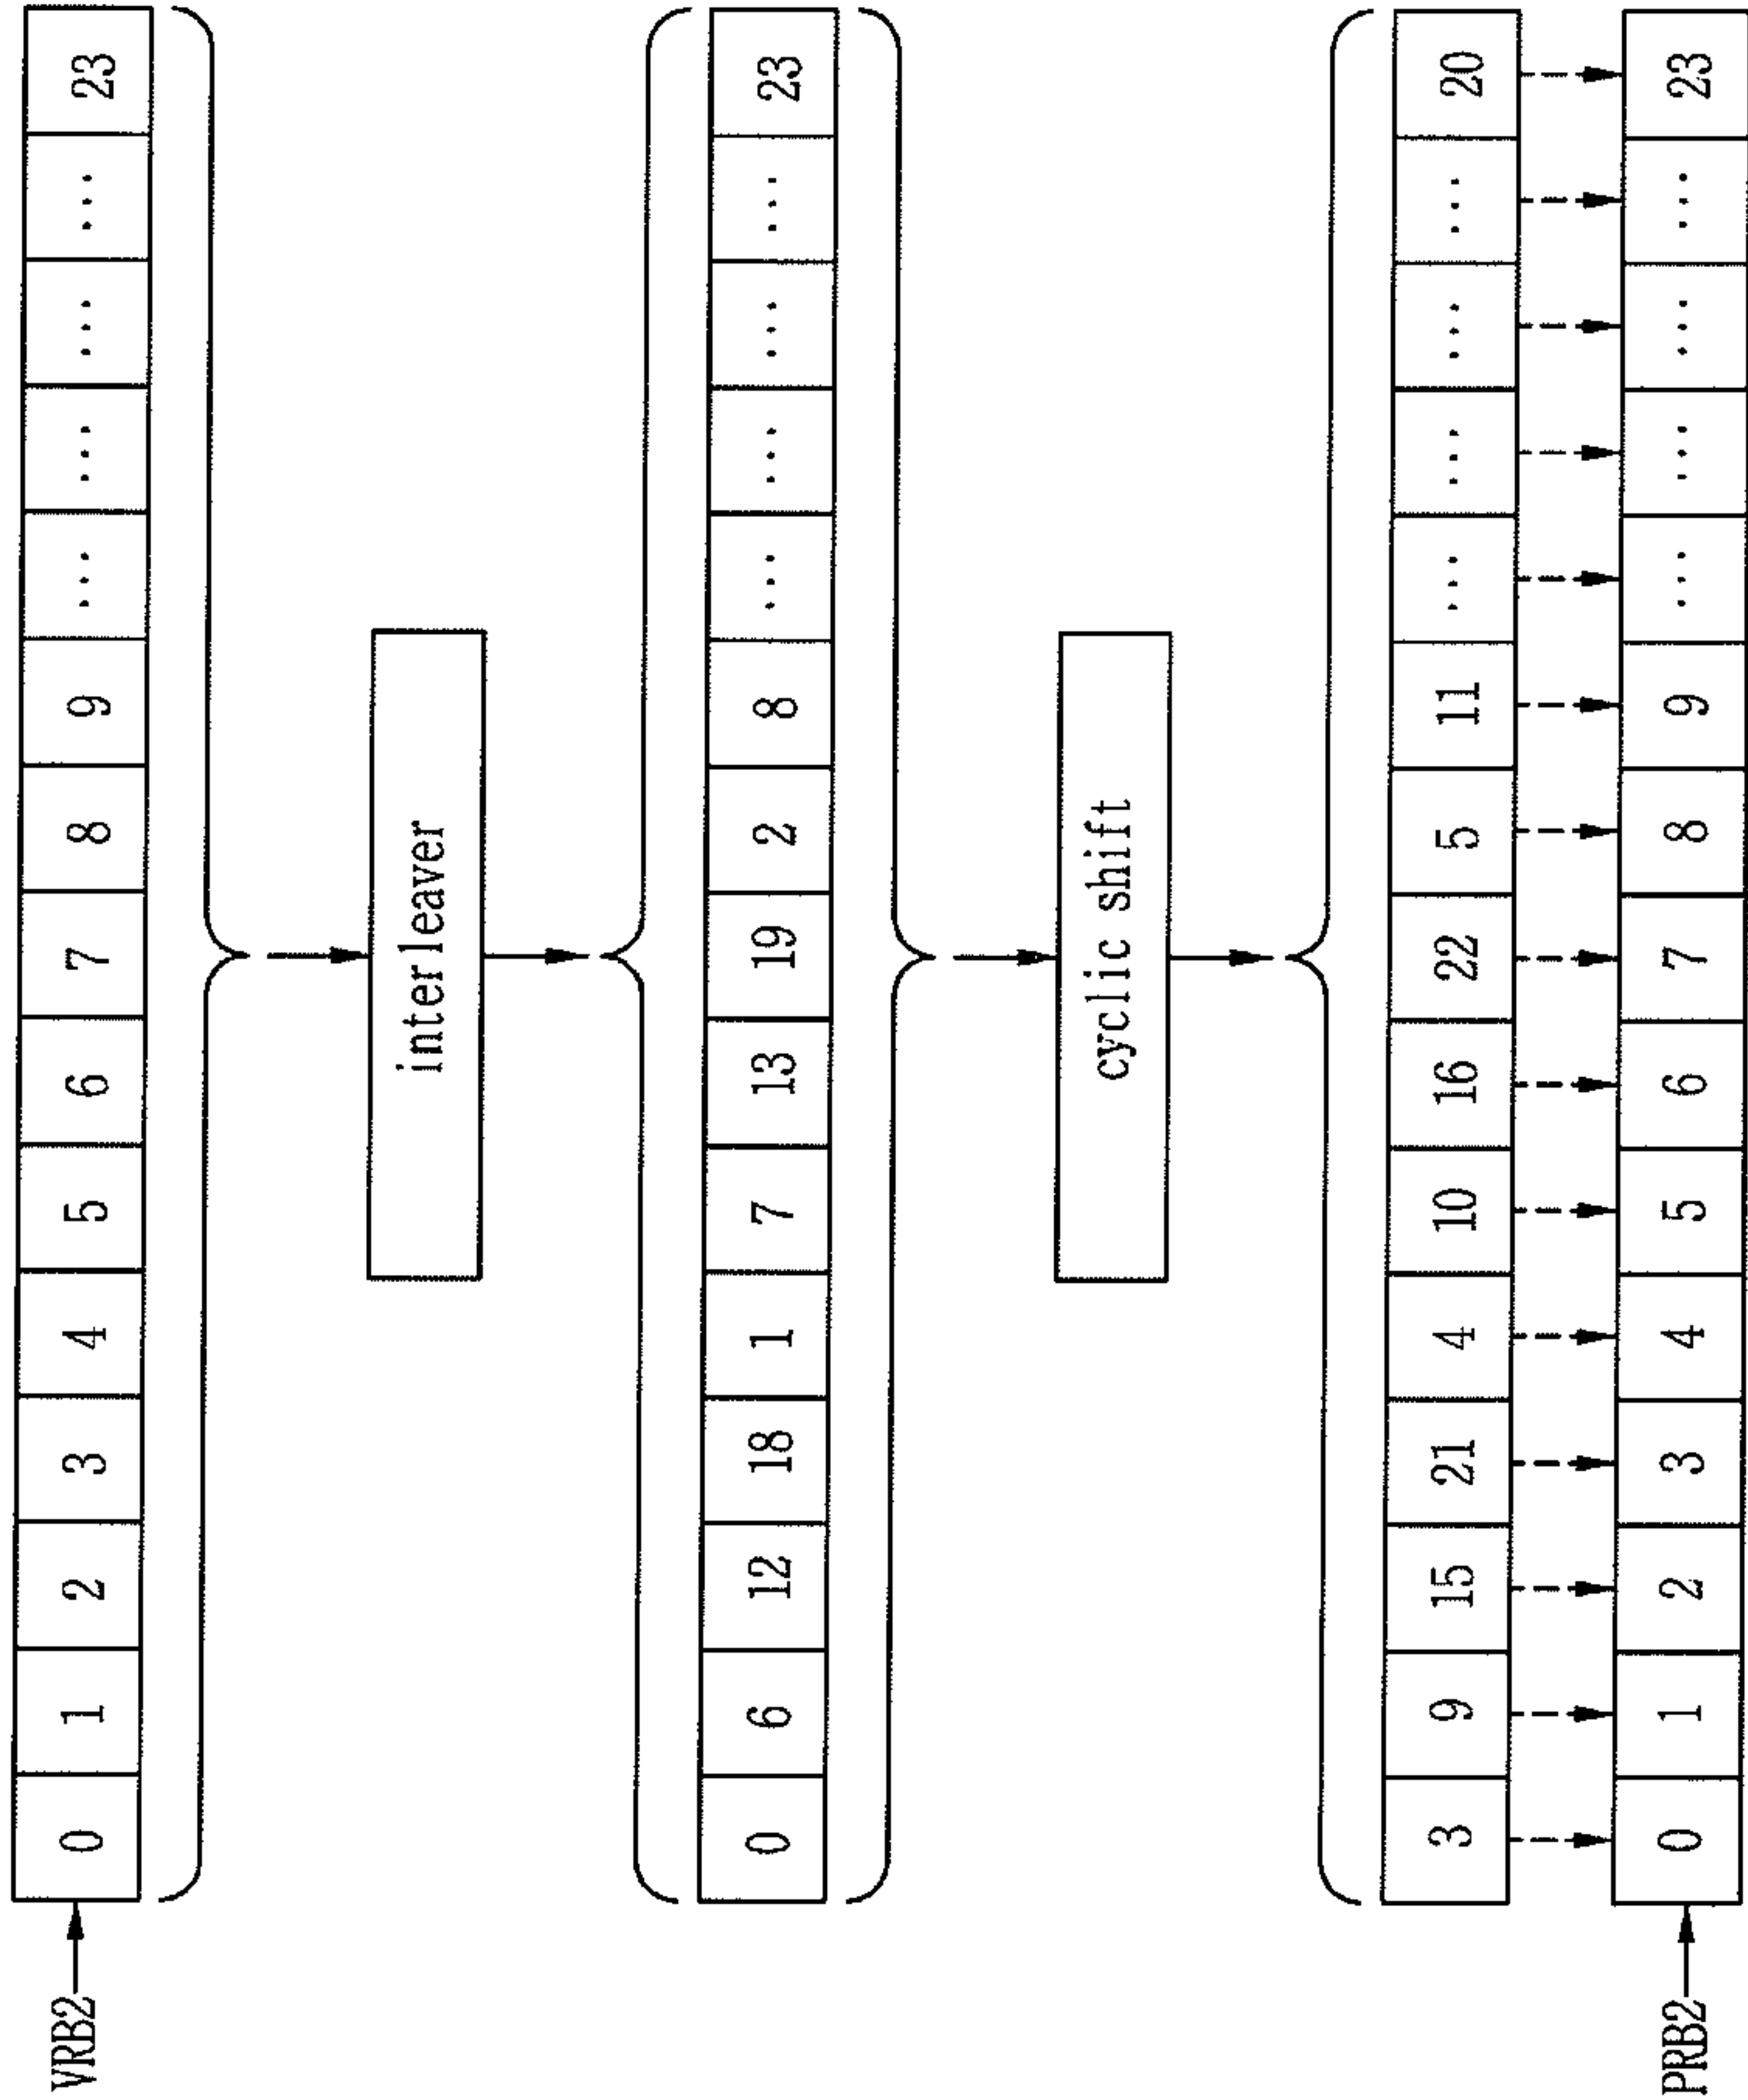 VRB2 0 1 2 3 4 5 6 7 8 9 ... ... ... ... 23
interleaver
0 6 12 18 1 7 13 19 2 8 ... ... ... ... 23
cyclic shift
3 9 15 21 4 10 16 22 5 11 ... ... ... ... 20
PRB2 0 1 2 3 4 5 6 7 8 9 ... ... ... ... 23